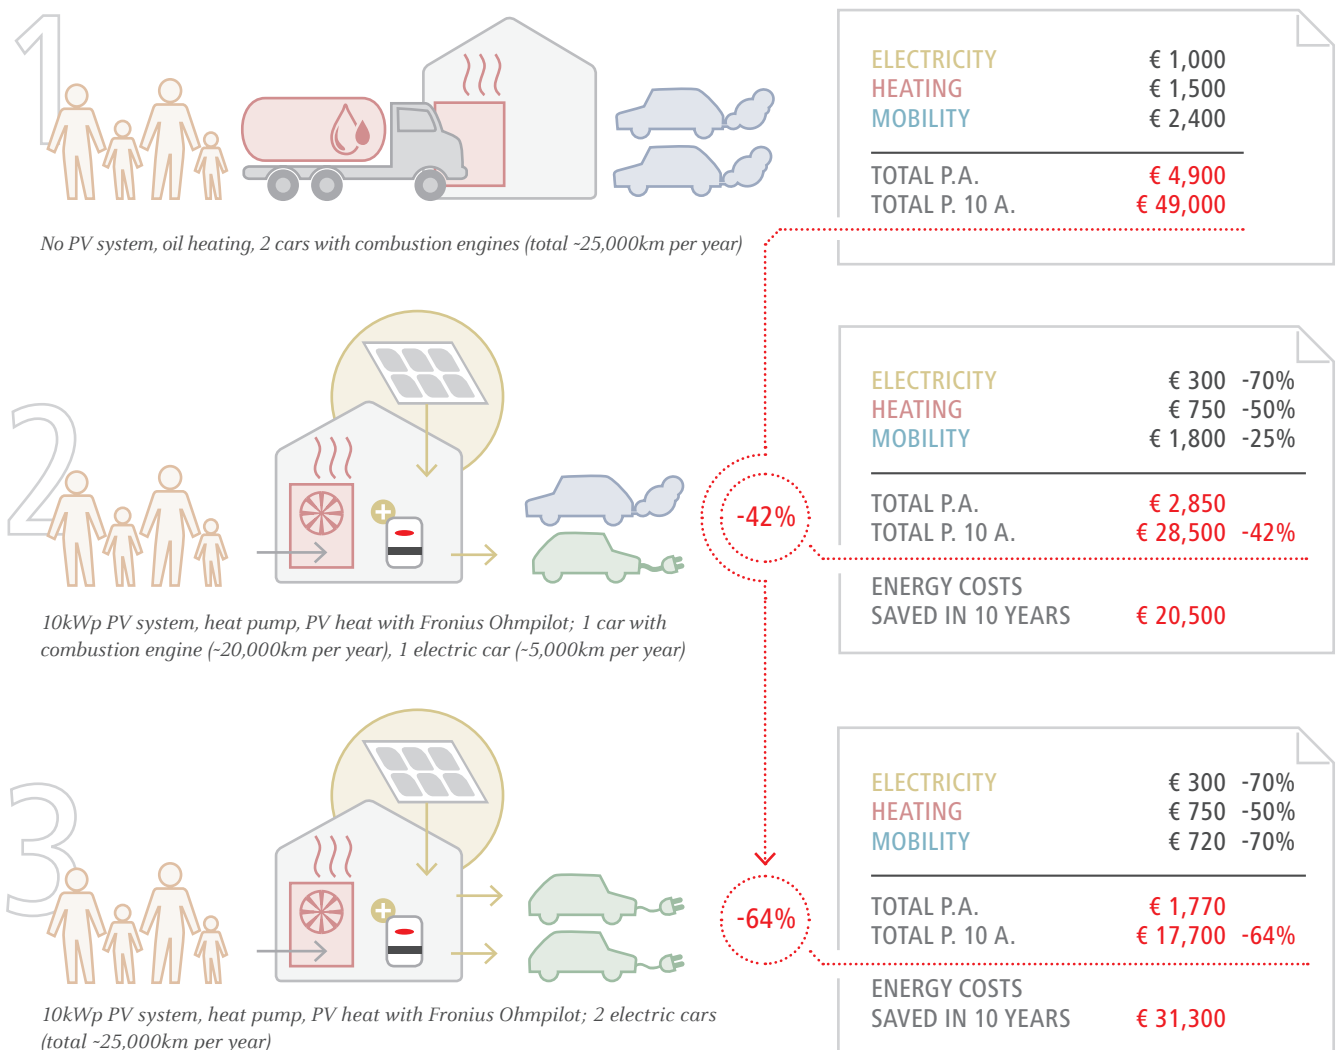 1
ELECTRICITY € 1,000
HEATING € 1,500
MOBILITY € 2,400
TOTAL P.A. € 4,900
TOTAL P. 10 A. € 49,000
No PV system, oil heating, 2 cars with combustion engines (total ~25,000km per year)
2
ELECTRICITY € 300 -70%
HEATING € 750 -50%
MOBILITY € 1,800 -25%
-42%
TOTAL P.A. € 2,850
TOTAL P. 10 A. € 28,500 -42%
ENERGY COSTS
SAVED IN 10 YEARS € 20,500
10kWp PV system, heat pump, PV heat with Fronius Ohmpilot; 1 car with
combustion engine (~20,000km per year), 1 electric car (~5,000km per year)
3
ELECTRICITY € 300 -70%
HEATING € 750 -50%
MOBILITY € 720 -70%
-64%
TOTAL P.A. € 1,770
TOTAL P. 10 A. € 17,700 -64%
ENERGY COSTS
SAVED IN 10 YEARS € 31,300
10kWp PV system, heat pump, PV heat with Fronius Ohmpilot; 2 electric cars
(total ~25,000km per year)